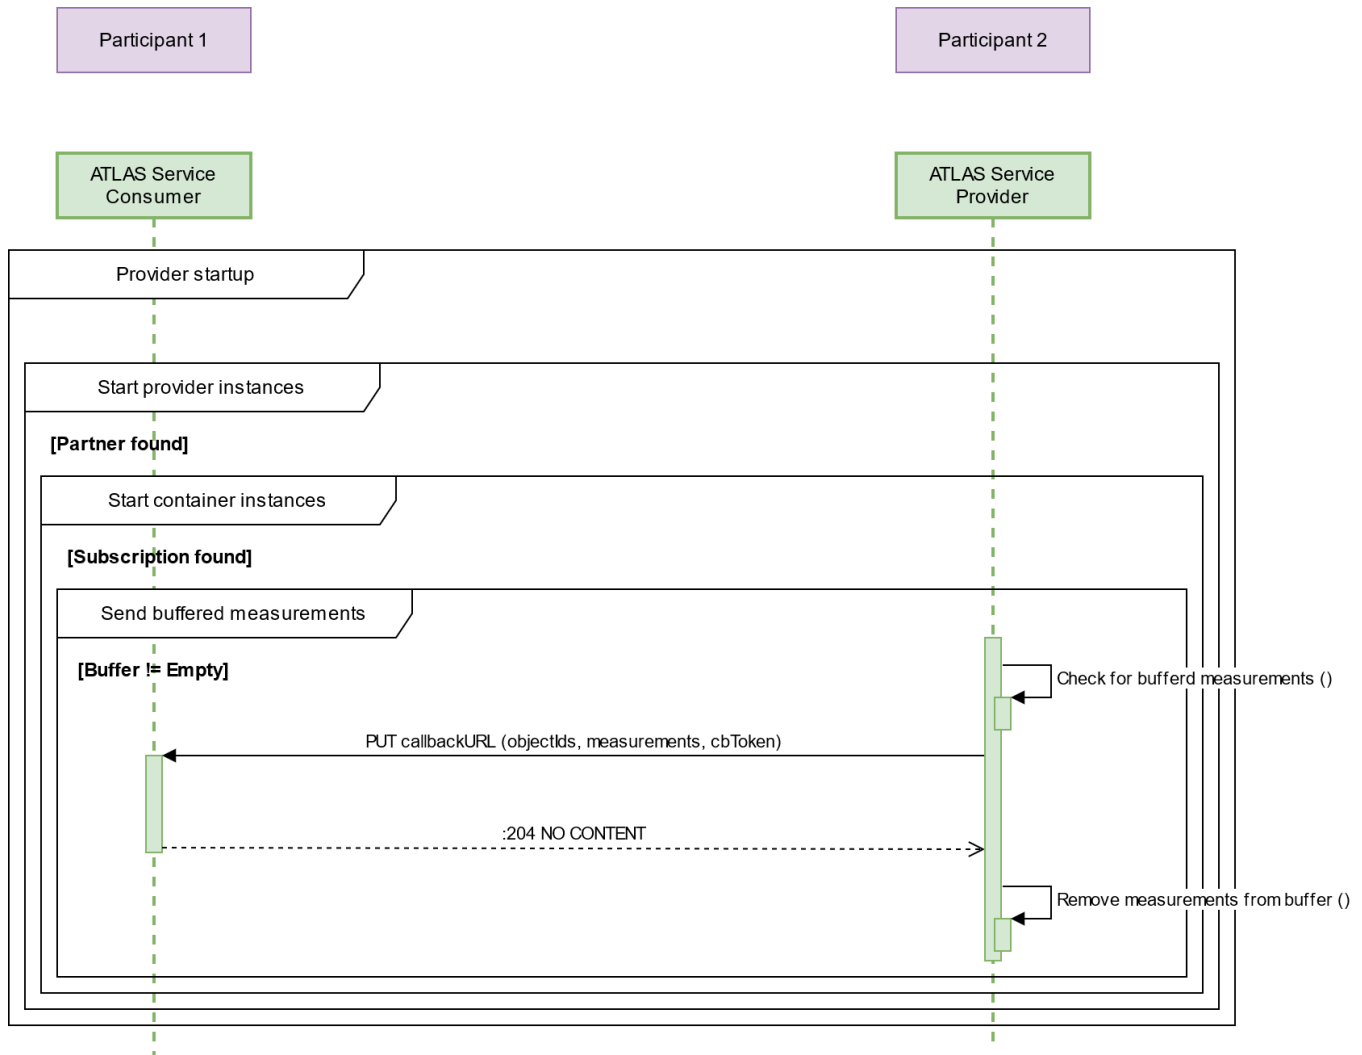 Participant 1
Participant 2
ATLAS Service
Consumer
ATLAS Service
Provider
Provider startup
Start provider instances
[Partner found]
Start container instances
[Subscription found]
Send buffered measurements
[Buffer != Empty]
Check for bufferd measurements ()
PUT callbackURL (objectIds, measurements, cbToken)
:204 NO CONTENT
Remove measurements from buffer ()